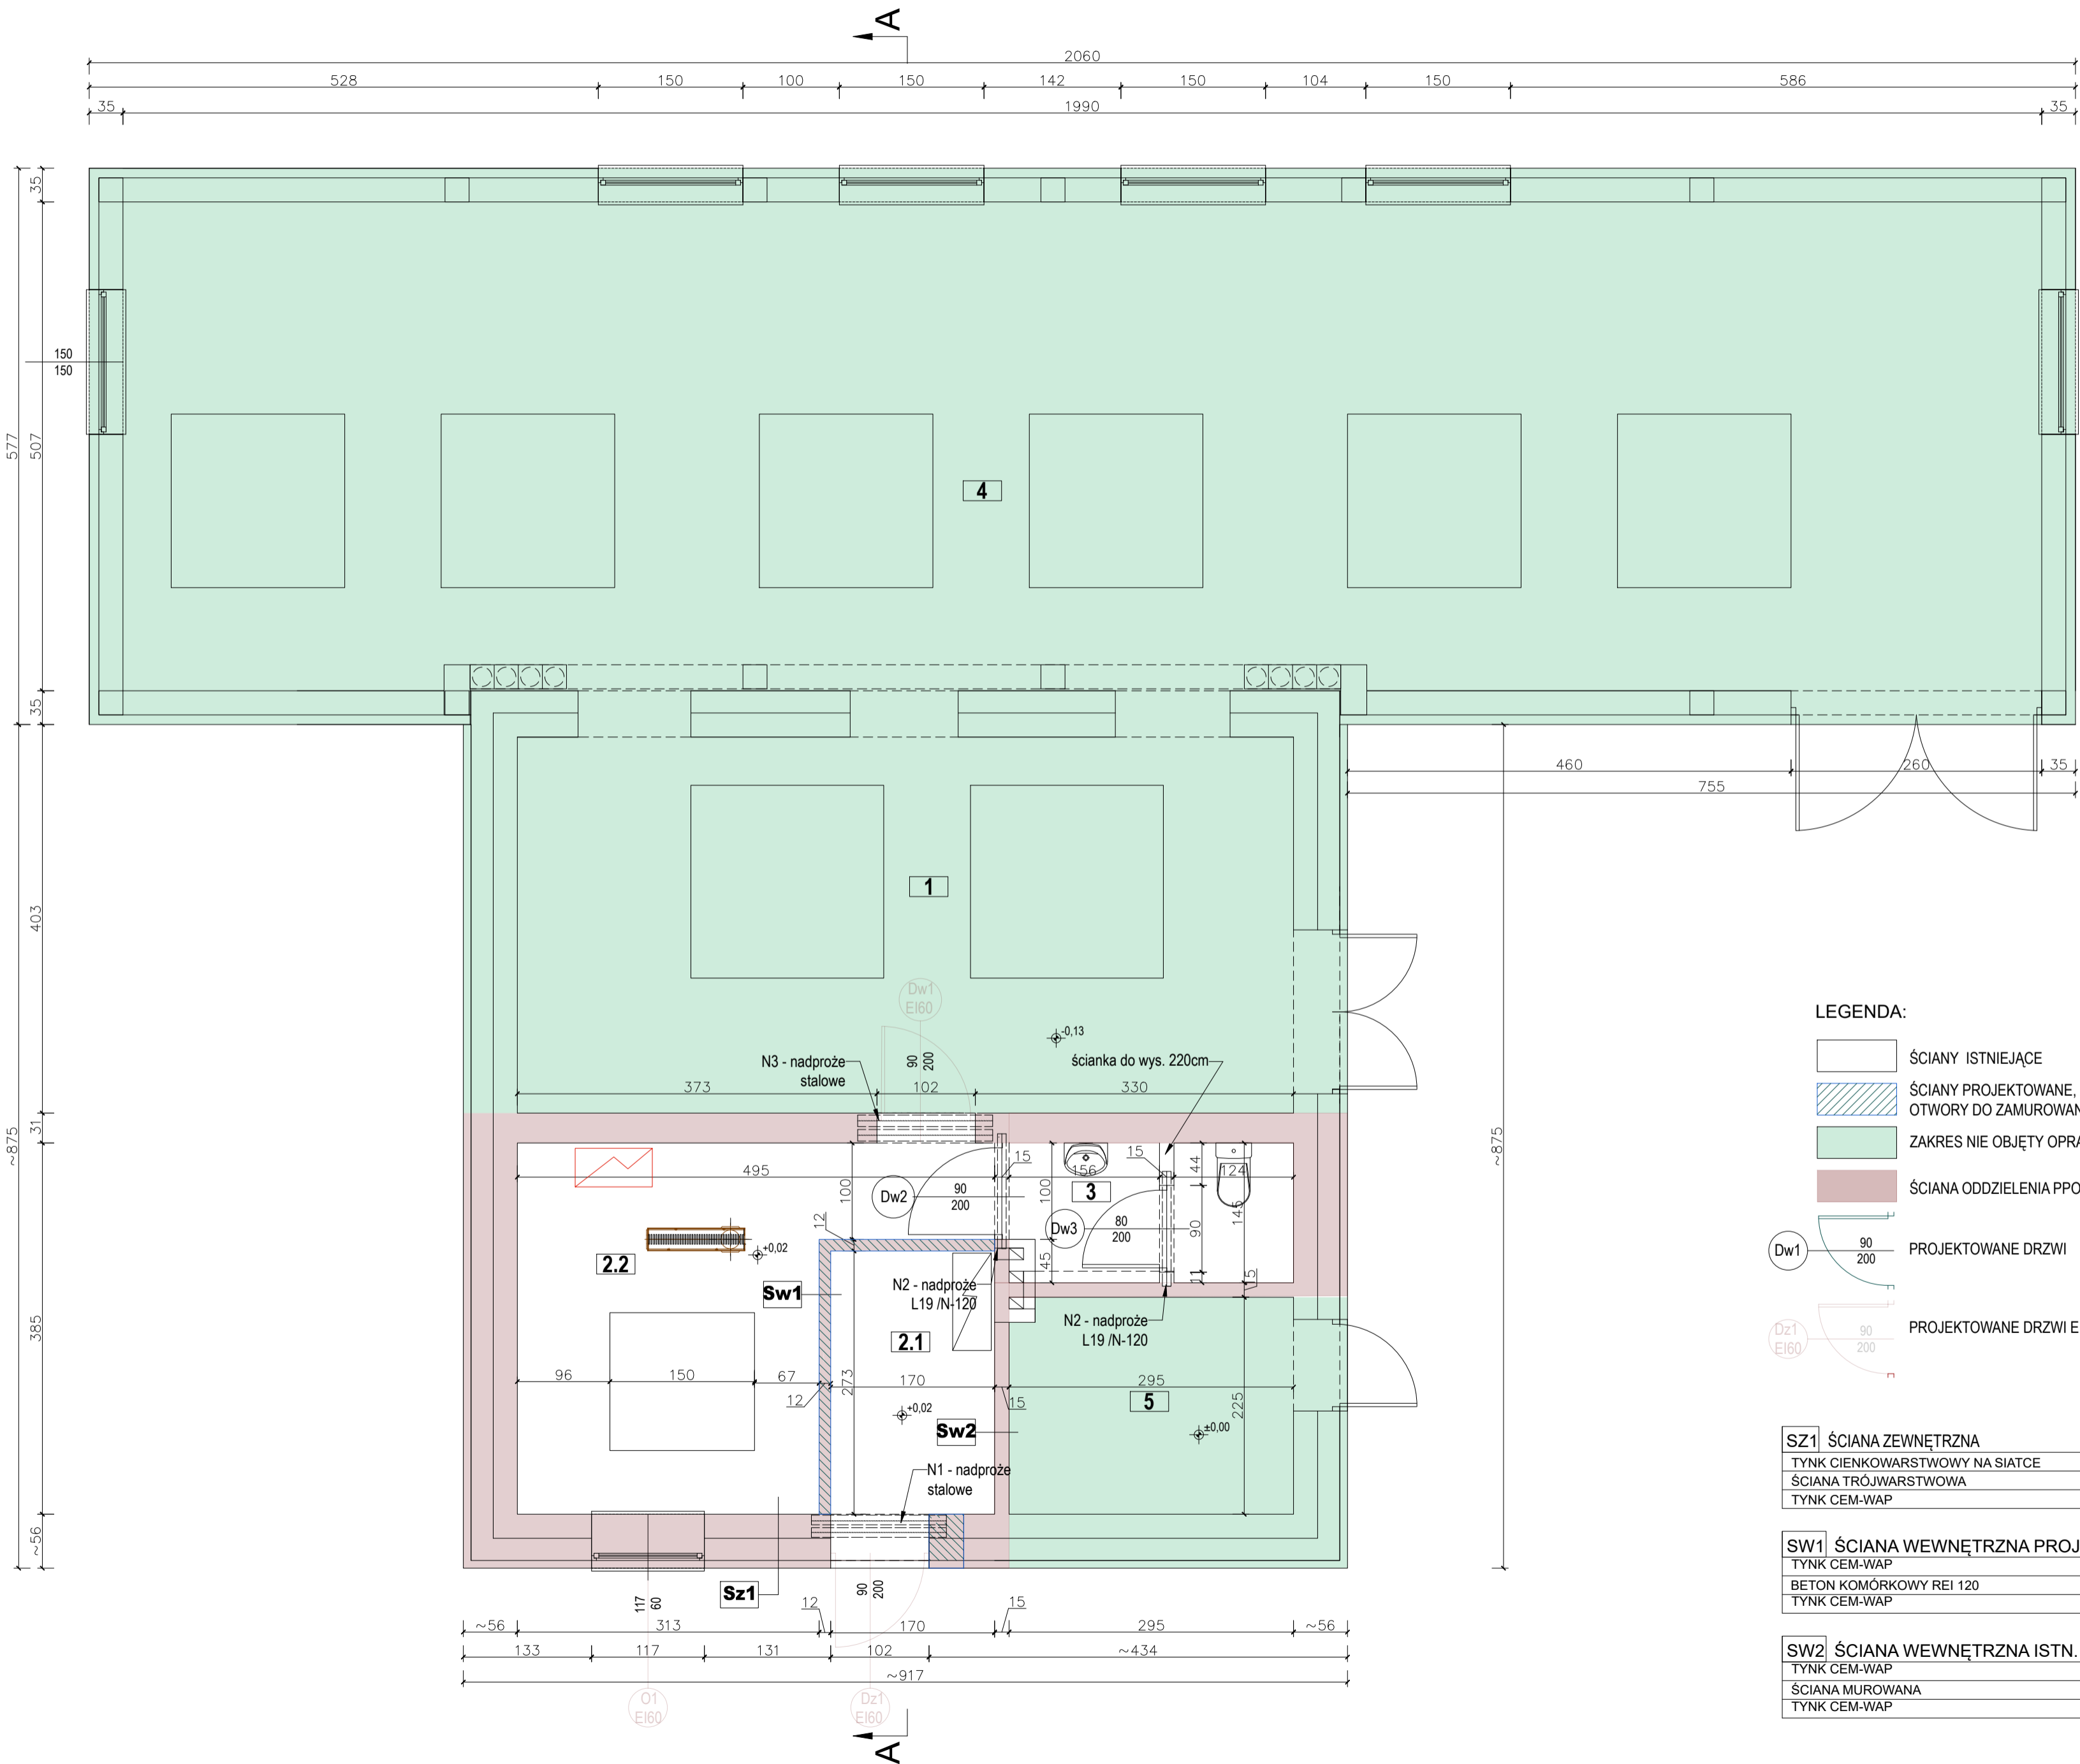 A
2060
528 150 100 150 142 150 104 150 586
35 1990 35
35
577
507
150
150
4
35
460 260 35
755
1
403
~875
~875
Dw1
EI60
-0,13
N3 - nadproże
stalowe
90
200
ścianka do wys. 220cm
373 102 330
31
495 15 156 15 44 124
100
100
Dw2
90
200
3
Dw3
80
200
90
145
12
+0,02
2.2
45
11
15
Sw1
N2 - nadproże
L19 /N-120
N2 - nadproże
L19 /N-120
2.1
385
96 150 67
12
273
170
15
295
5
225
+0,02
±0,00
Sw2
N1 - nadproże
stalowe
~56
Sz1
117
60
90
200
12
15
~56 313 170 295 ~56
133 117 131 102 ~434
~917
O1
EI60
Dz1
EI60
A
LEGENDA:
ŚCIANY ISTNIEJĄCE
ŚCIANY PROJEKTOWANE,
OTWORY DO ZAMUROWAN
ZAKRES NIE OBJĘTY OPRA
ŚCIANA ODDZIELENIA PPO
Dw1
90
200
PROJEKTOWANE DRZWI
Dz1
EI60
90
200
PROJEKTOWANE DRZWI E
SZ1 ŚCIANA ZEWNĘTRZNA
TYNK CIENKOWARSTWOWY NA SIATCE
ŚCIANA TRÓJWARSTWOWA
TYNK CEM-WAP
SW1 ŚCIANA WEWNĘTRZNA PROJ
TYNK CEM-WAP
BETON KOMÓRKOWY REI 120
TYNK CEM-WAP
SW2 ŚCIANA WEWNĘTRZNA ISTN.
TYNK CEM-WAP
ŚCIANA MUROWANA
TYNK CEM-WAP